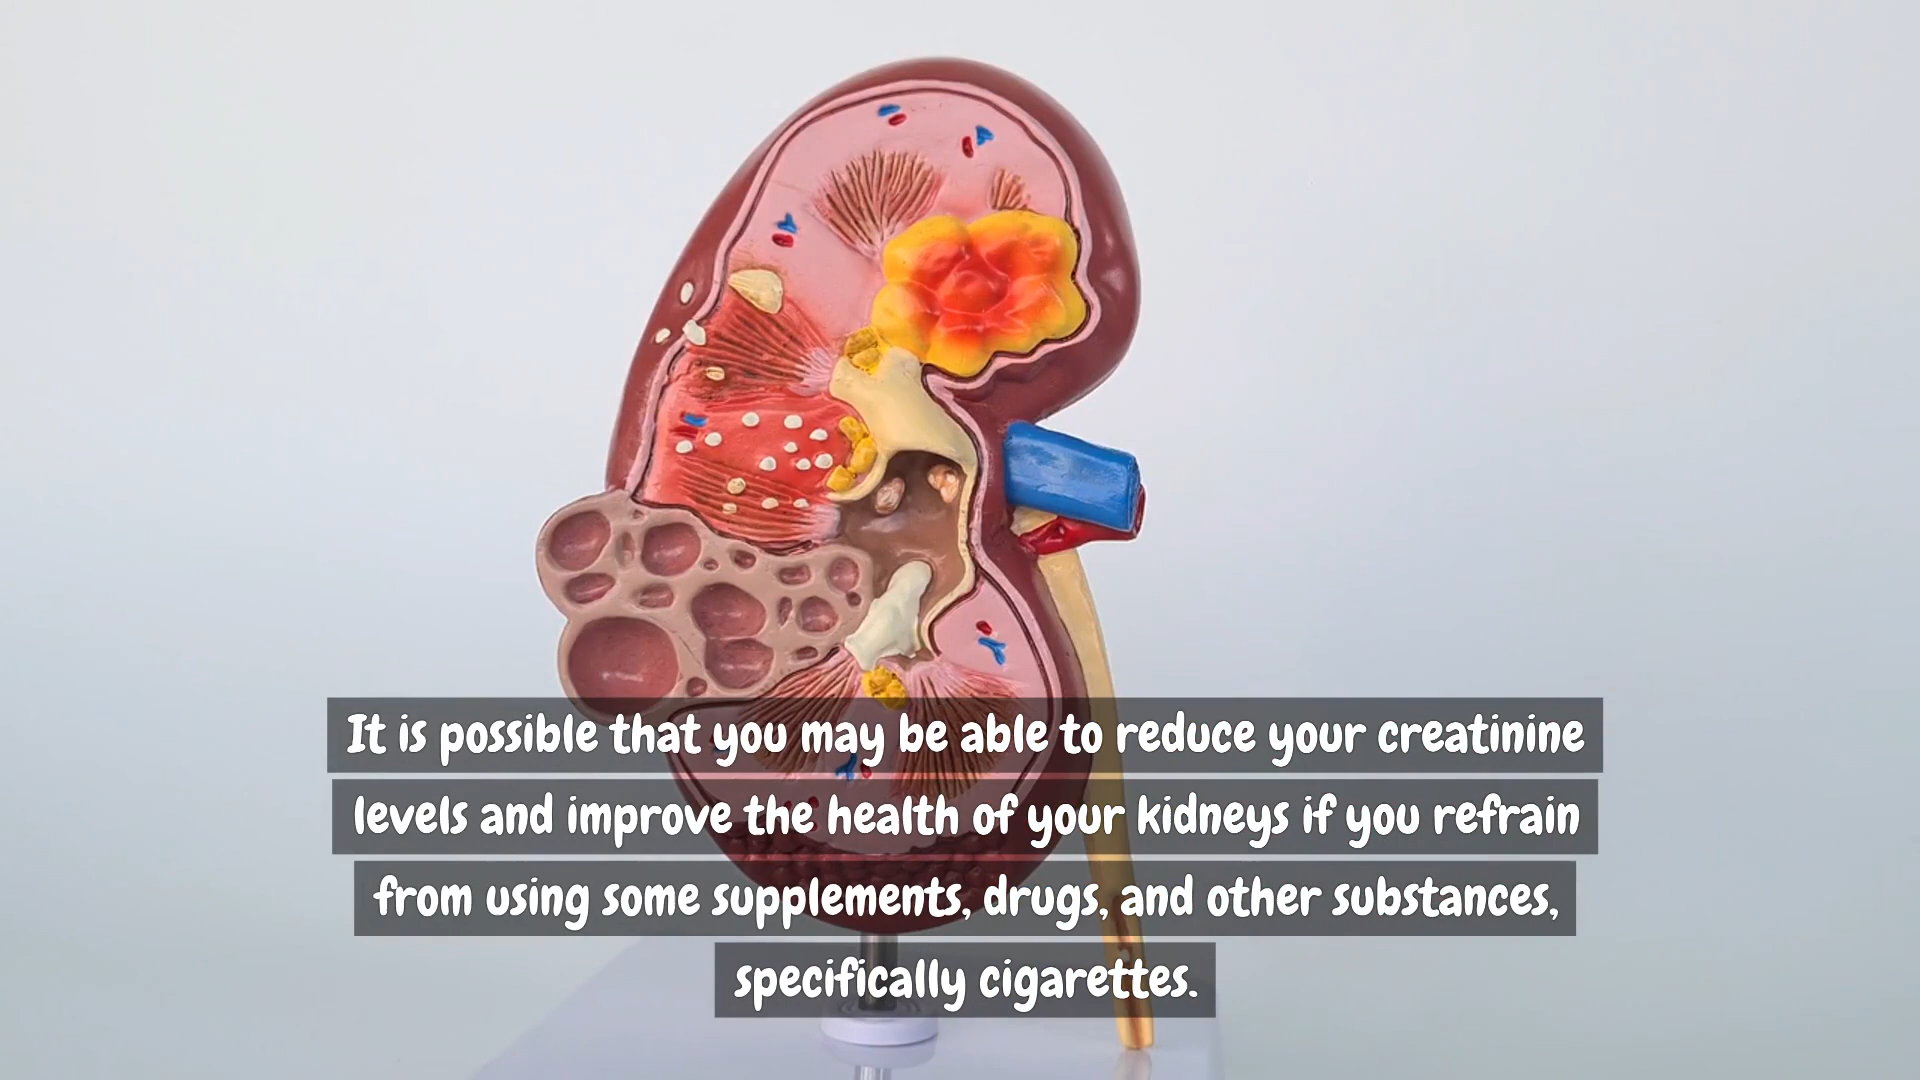 It is possible that you may be able to reduce your creatinine
levels and improve the health of your kidneys if you refrain
from using some supplements, drugs, and other substances,
specifically cigarettes.